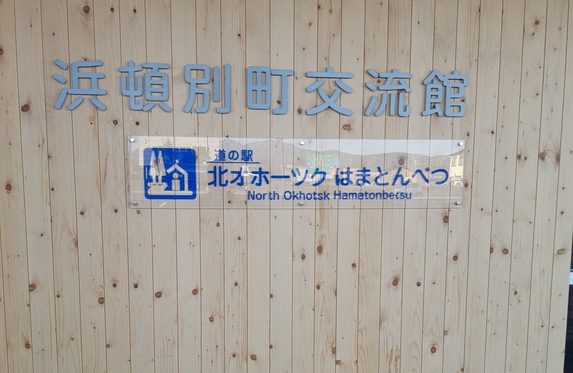 浜頓別町交流館
道の駅
北オホーツク はまとんべつ
North Okhotsk Hamatonbetsu